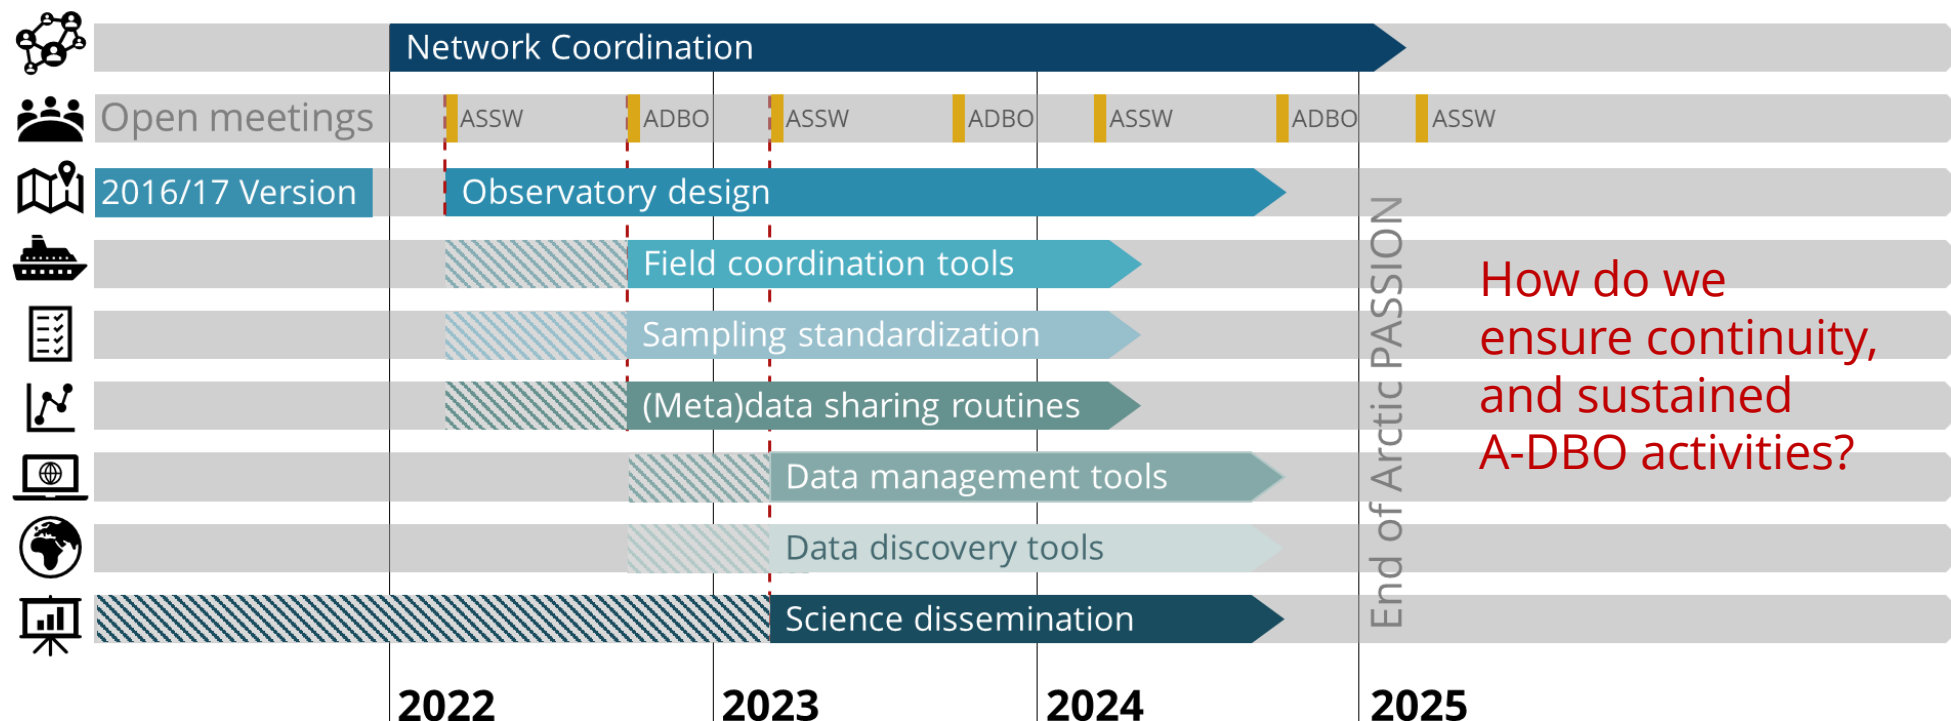 Network Coordination
Open meetings
ASSW
ADBO
ASSW
ADBO
ASSW
ADBO
ASSW
2016/17 Version
Observatory design
Field coordination tools
Sampling standardization
(Meta)data sharing routines
Data management tools
Data discovery tools
Science dissemination
End of Arctic PASSION
How do we
ensure continuity,
and sustained
A-DBO activities?
2022
2023
2024
2025